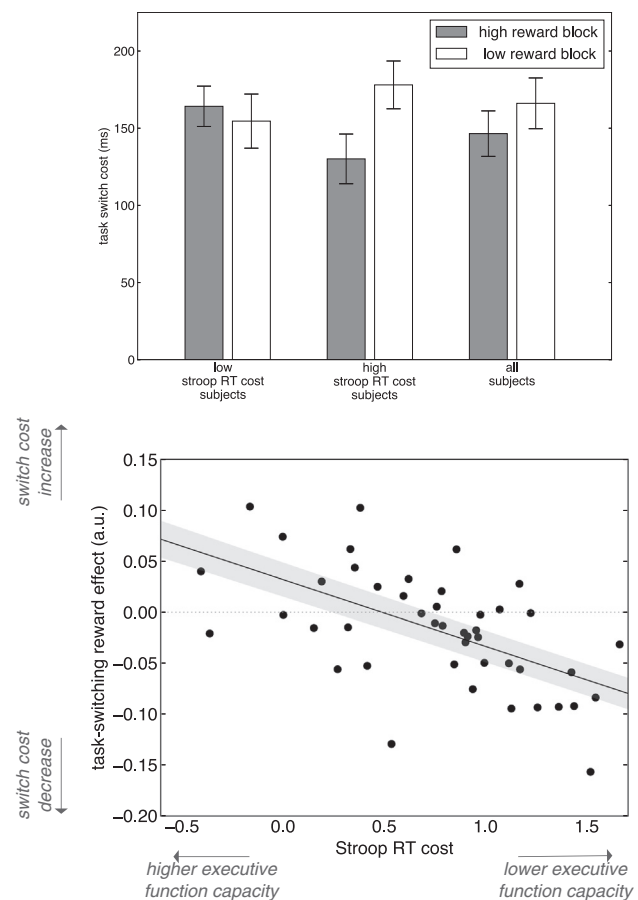 high reward block
low reward block
task switch cost (ms)
200
150
100
50
0
low
stroop RT cost
subjects
high
stroop RT cost
subjects
all
subjects
switch cost
increase
switch cost
decrease
task-switching reward effect (a.u.)
0.15
0.10
0.05
0.00
−0.05
−0.10
−0.15
−0.20
−0.5
0.0
0.5
1.0
1.5
Stroop RT cost
higher executive
function capacity
lower executive
function capacity